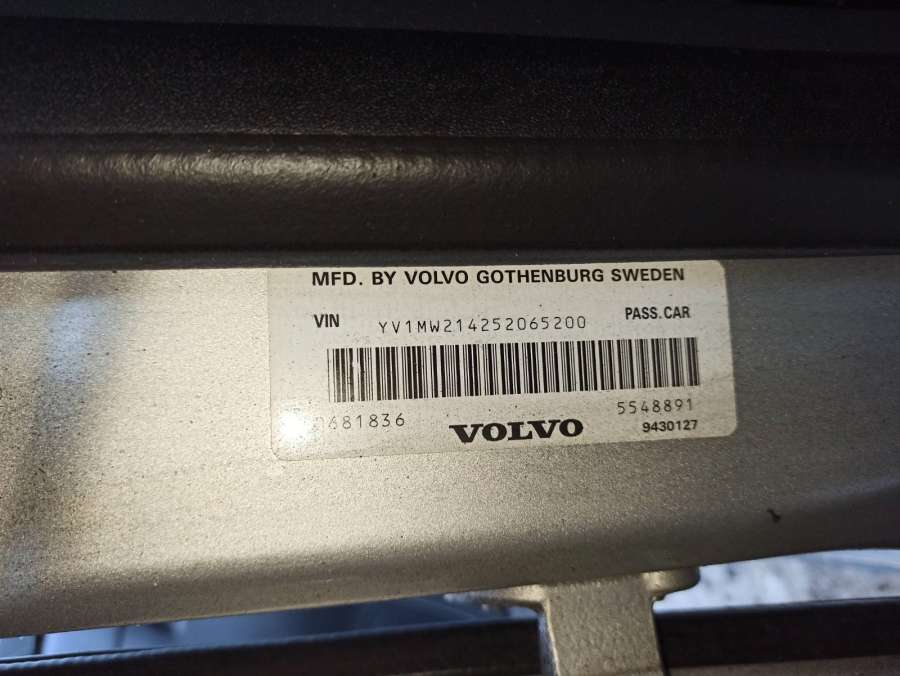 MFD. BY VOLVO GOTHENBURG SWEDEN
VIN YV1MW214252065200 PASS.CAR
5548891
VOLVO 9430127